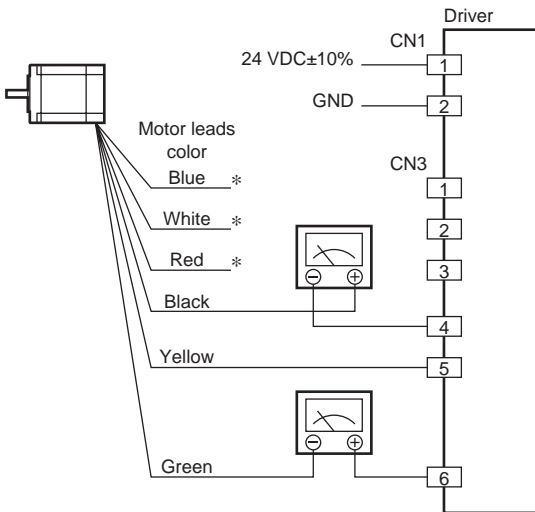 Driver
CN1
24 VDC±10%
1
GND
2
Motor leads
color
CN3
Blue *
1
White *
2
Red *
3
Black
4
Yellow
5
Green
6